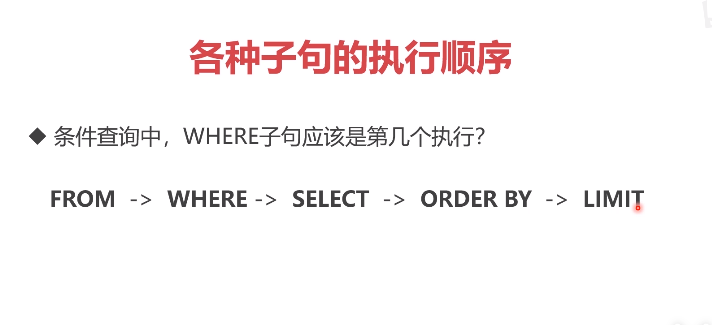 各种子句的执行顺序
◆ 条件查询中，WHERE子句应该是第几个执行？
FROM -> WHERE -> SELECT -> ORDER BY -> LIMIT